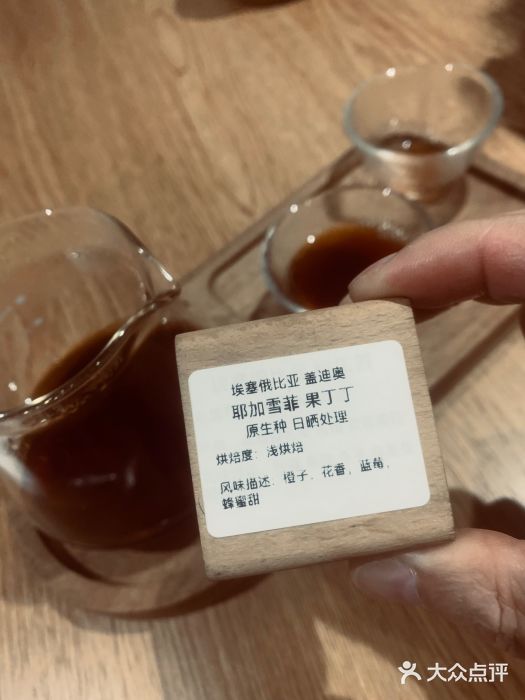 埃塞俄比亚 盖迪奥
耶加雪菲 果丁丁
原生种 日晒处理
烘焙度：浅烘焙
风味描述：橙子、花香，蓝莓、
蜂蜜甜
大众点评